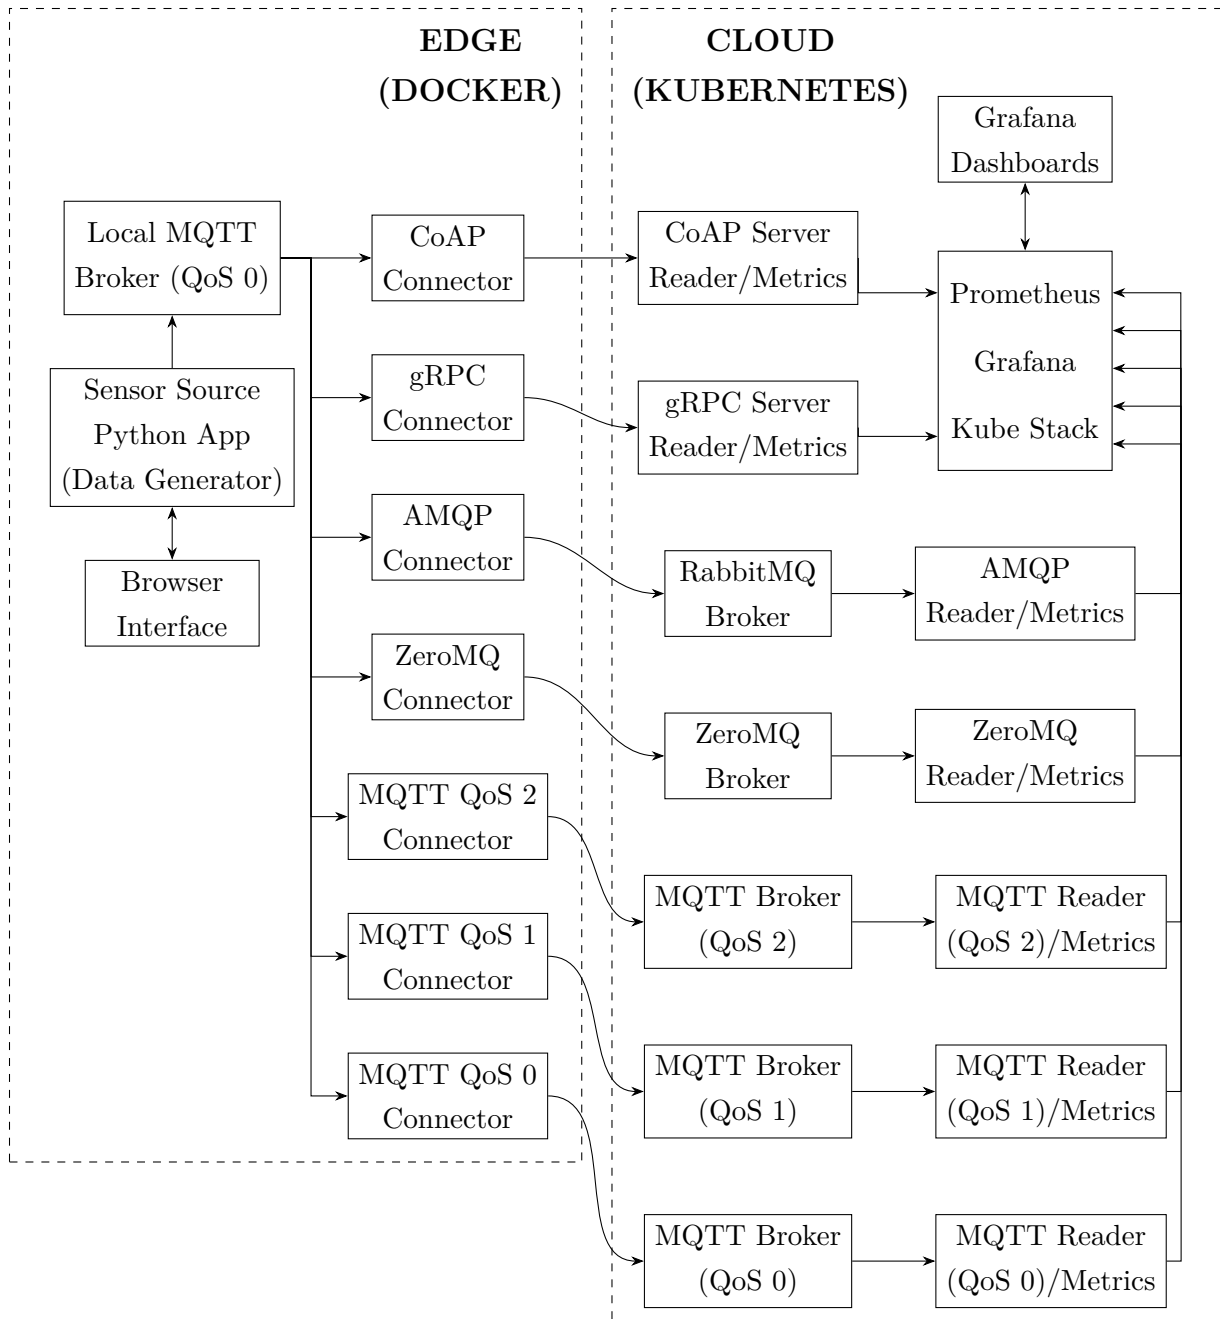 EDGE
(DOCKER)
CLOUD
(KUBERNETES)
Grafana
Dashboards
Local MQTT
Broker (QoS 0)
CoAP
Connector
CoAP Server
Reader/Metrics
Prometheus
Grafana
Kube Stack
Sensor Source
Python App
(Data Generator)
gRPC
Connector
gRPC Server
Reader/Metrics
Browser
Interface
AMQP
Connector
RabbitMQ
Broker
AMQP
Reader/Metrics
ZeroMQ
Connector
ZeroMQ
Broker
ZeroMQ
Reader/Metrics
MQTT QoS 2
Connector
MQTT Broker
(QoS 2)
MQTT Reader
(QoS 2)/Metrics
MQTT QoS 1
Connector
MQTT Broker
(QoS 1)
MQTT Reader
(QoS 1)/Metrics
MQTT QoS 0
Connector
MQTT Broker
(QoS 0)
MQTT Reader
(QoS 0)/Metrics